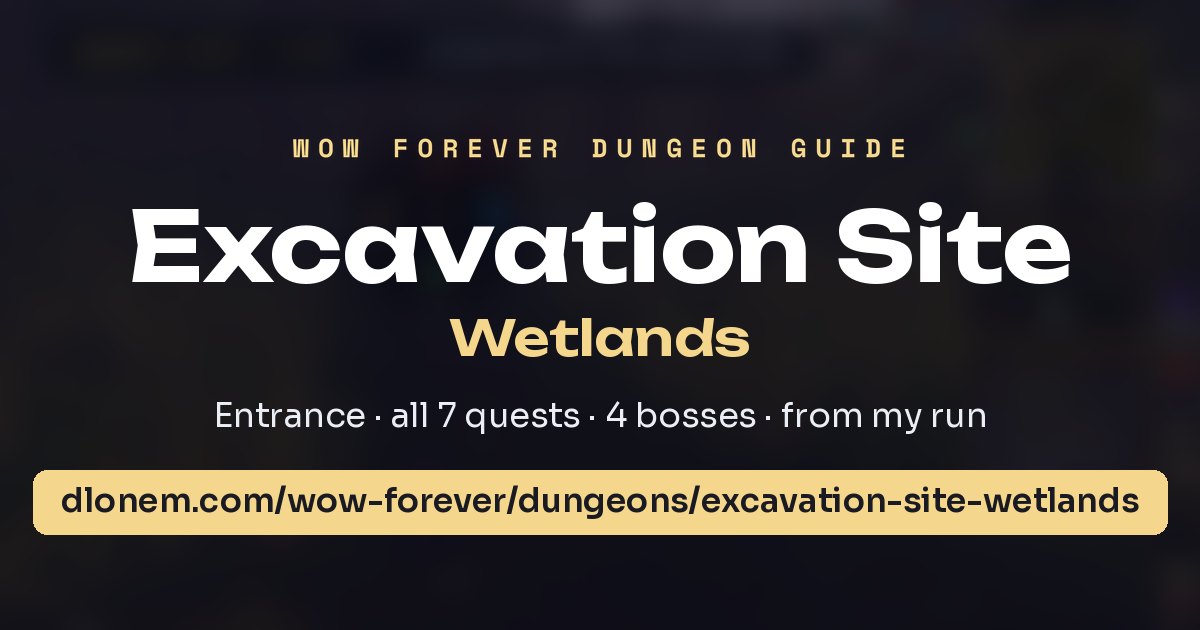 WOW FOREVER DUNGEON GUIDE
Excavation Site
Wetlands
Entrance · all 7 quests · 4 bosses · from my run
dlonem.com/wow-forever/dungeons/excavation-site-wetlands